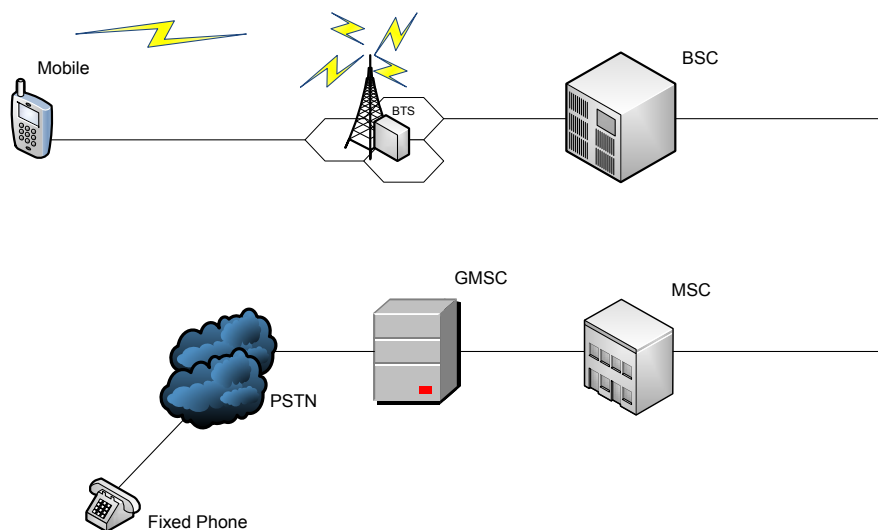 Mobile
BTS
BSC
GMSC
MSC
PSTN
Fixed Phone